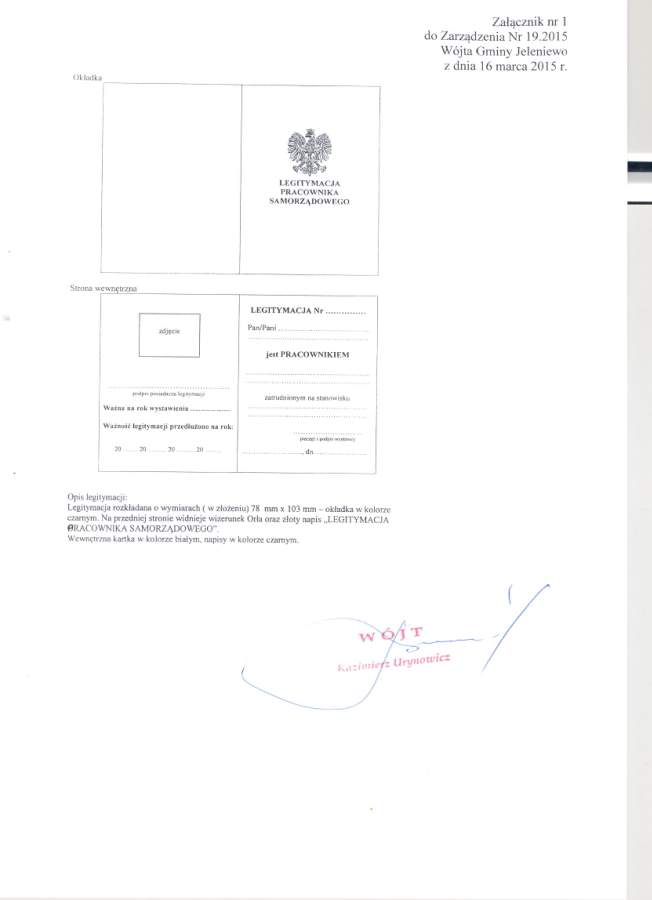 Załącznik nr 1
do Zarządzenia Nr 19.2015
Wójta Gminy Jeleniewo
z dnia 16 marca 2015 r.
Okładka
LEGITYMACJA
PRACOWNIKA
SAMORZĄDOWEGO
Strona wewnętrzna
zdjęcie
podpis posiadacza legitymacji
Ważna na rok wystawienia ....................
Ważność legitymacji przedłużono na rok:
20 ....... 20 ........ 20 ........ 20 ......
LEGITYMACJA Nr ...............
Pan/Pani ..............................
jest PRACOWNIKIEM
zatrudnionym na stanowisku
pieczęć i podpis wystawcy
........................, dn ....................
Opis legitymacji:
Legitymacja rozkładana o wymiarach ( w złożeniu) 78 mm x 103 mm – okładka w kolorze
czarnym. Na przedniej stronie widnieje wizerunek Orła oraz złoty napis „LEGITYMACJA
PRACOWNIKA SAMORZĄDOWEGO”.
Wewnętrzna kartka w kolorze białym, napisy w kolorze czarnym.
WÓJT
Kazimierz Urynowicz